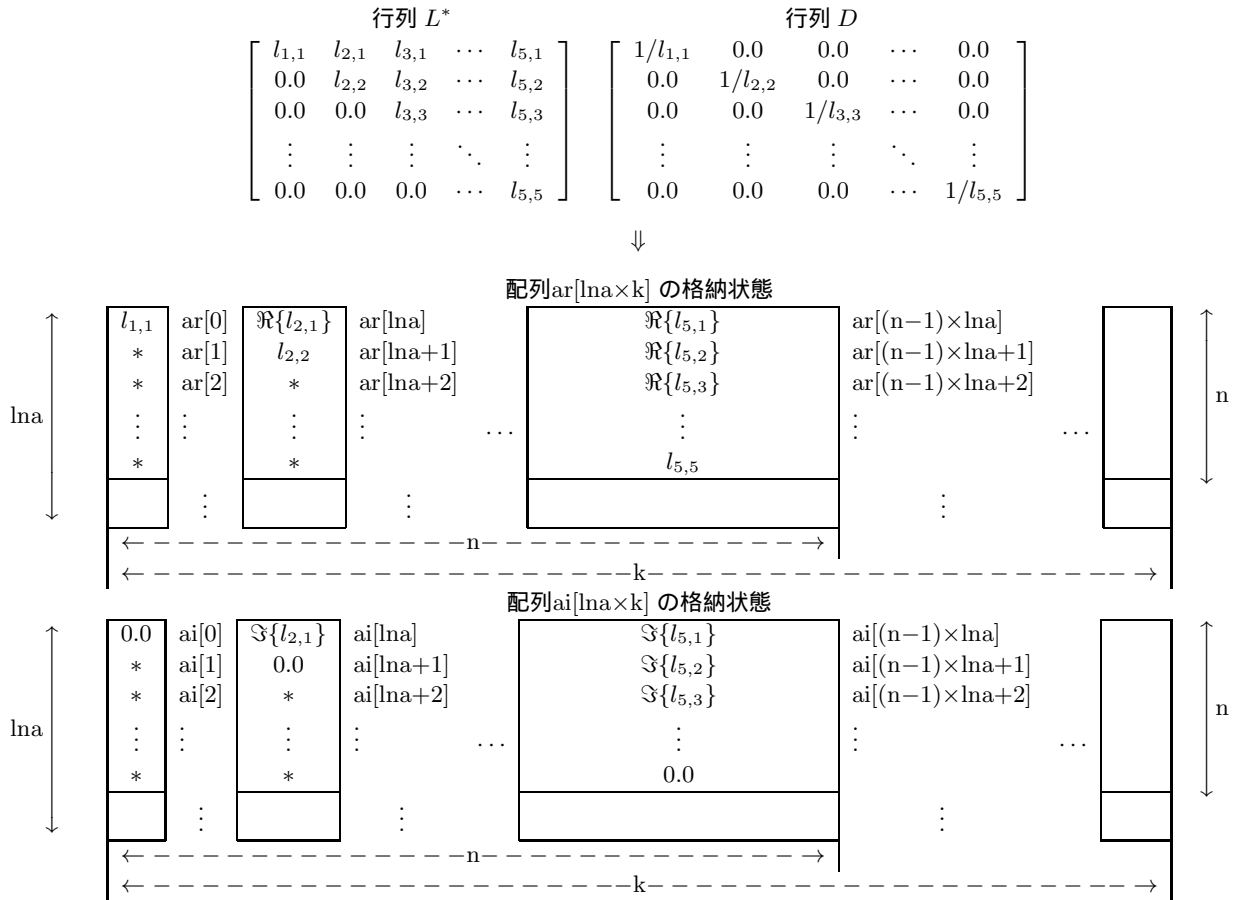 行列 L* 行列 D
l1,1 l2,1 l3,1 ⋯ l5,1 1/l1,1 0.0 0.0 ⋯ 0.0
0.0 l2,2 l3,2 ⋯ l5,2 0.0 1/l2,2 0.0 ⋯ 0.0
0.0 0.0 l3,3 ⋯ l5,3 0.0 0.0 1/l3,3 ⋯ 0.0
⋮ ⋮ ⋮ ⋱ ⋮ ⋮ ⋮ ⋮ ⋱ ⋮
0.0 0.0 0.0 ⋯ l5,5 0.0 0.0 0.0 ⋯ 1/l5,5
⇓
配列ar[lna×k] の格納状態
l1,1 ar[0] ℜ{l2,1} ar[lna] ℜ{l5,1} ar[(n−1)×lna]
* ar[1] l2,2 ar[lna+1] ℜ{l5,2} ar[(n−1)×lna+1]
* ar[2] * ar[lna+2] ℜ{l5,3} ar[(n−1)×lna+2]
lna ⋮ ⋮ ⋮ ⋮ ⋯ ⋮ ⋮ ⋯ n
* * l5,5
⋮ ⋮ ⋮
n
k
配列ai[lna×k] の格納状態
0.0 ai[0] ℑ{l2,1} ai[lna] ℑ{l5,1} ai[(n−1)×lna]
* ai[1] 0.0 ai[lna+1] ℑ{l5,2} ai[(n−1)×lna+1]
* ai[2] * ai[lna+2] ℑ{l5,3} ai[(n−1)×lna+2]
lna ⋮ ⋮ ⋮ ⋮ ⋯ ⋮ ⋮ ⋯ n
* * 0.0
⋮ ⋮ ⋮
n
k